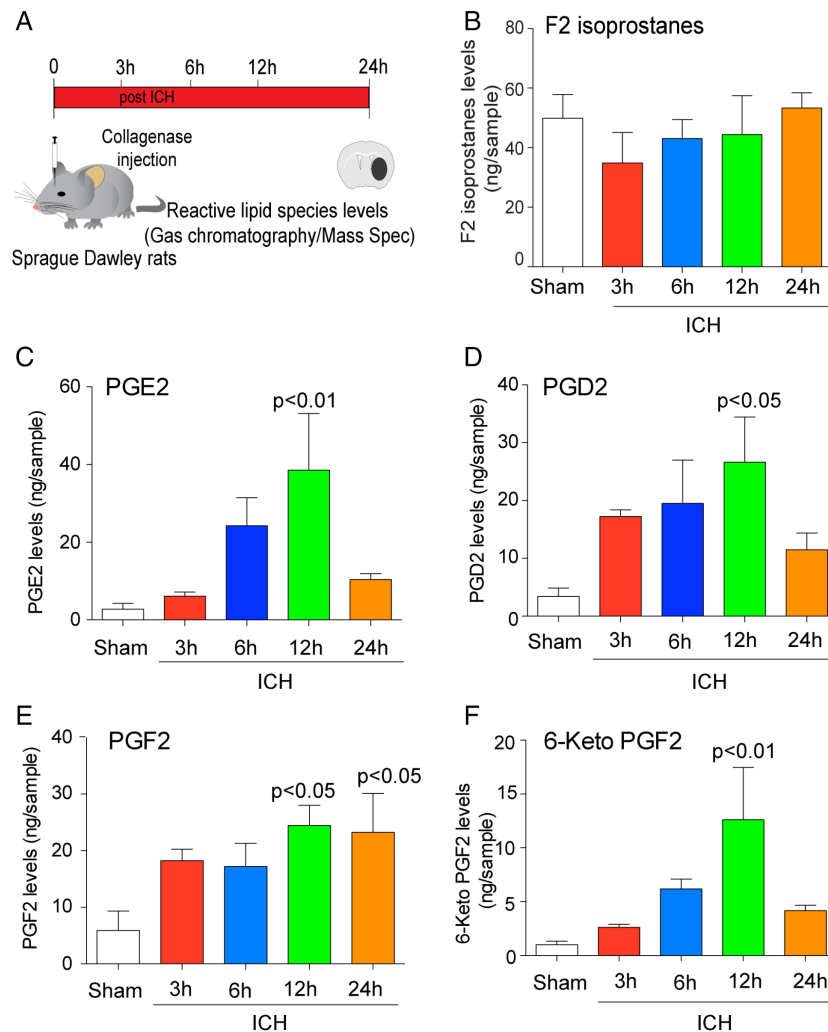 A
0 3h 6h 12h 24h
post ICH
Collagenase
injection
Reactive lipid species levels
(Gas chromatography/Mass Spec)
Sprague Dawley rats
B
F2 isoprostanes
F2 isoprostanes levels
(ng/sample)
80
60
40
20
0
Sham 3h 6h 12h 24h
ICH
C
PGE2
PGE2 levels (ng/sample)
60
40
20
0
p<0.01
Sham 3h 6h 12h 24h
ICH
D
PGD2
PGD2 levels (ng/sample)
40
30
20
10
0
p<0.05
Sham 3h 6h 12h 24h
ICH
E
PGF2
PGF2 levels (ng/sample)
40
30
20
10
0
p<0.05 p<0.05
Sham 3h 6h 12h 24h
ICH
F
6-Keto PGF2
6-Keto PGF2 levels
(ng/sample)
20
15
10
5
0
p<0.01
Sham 3h 6h 12h 24h
ICH